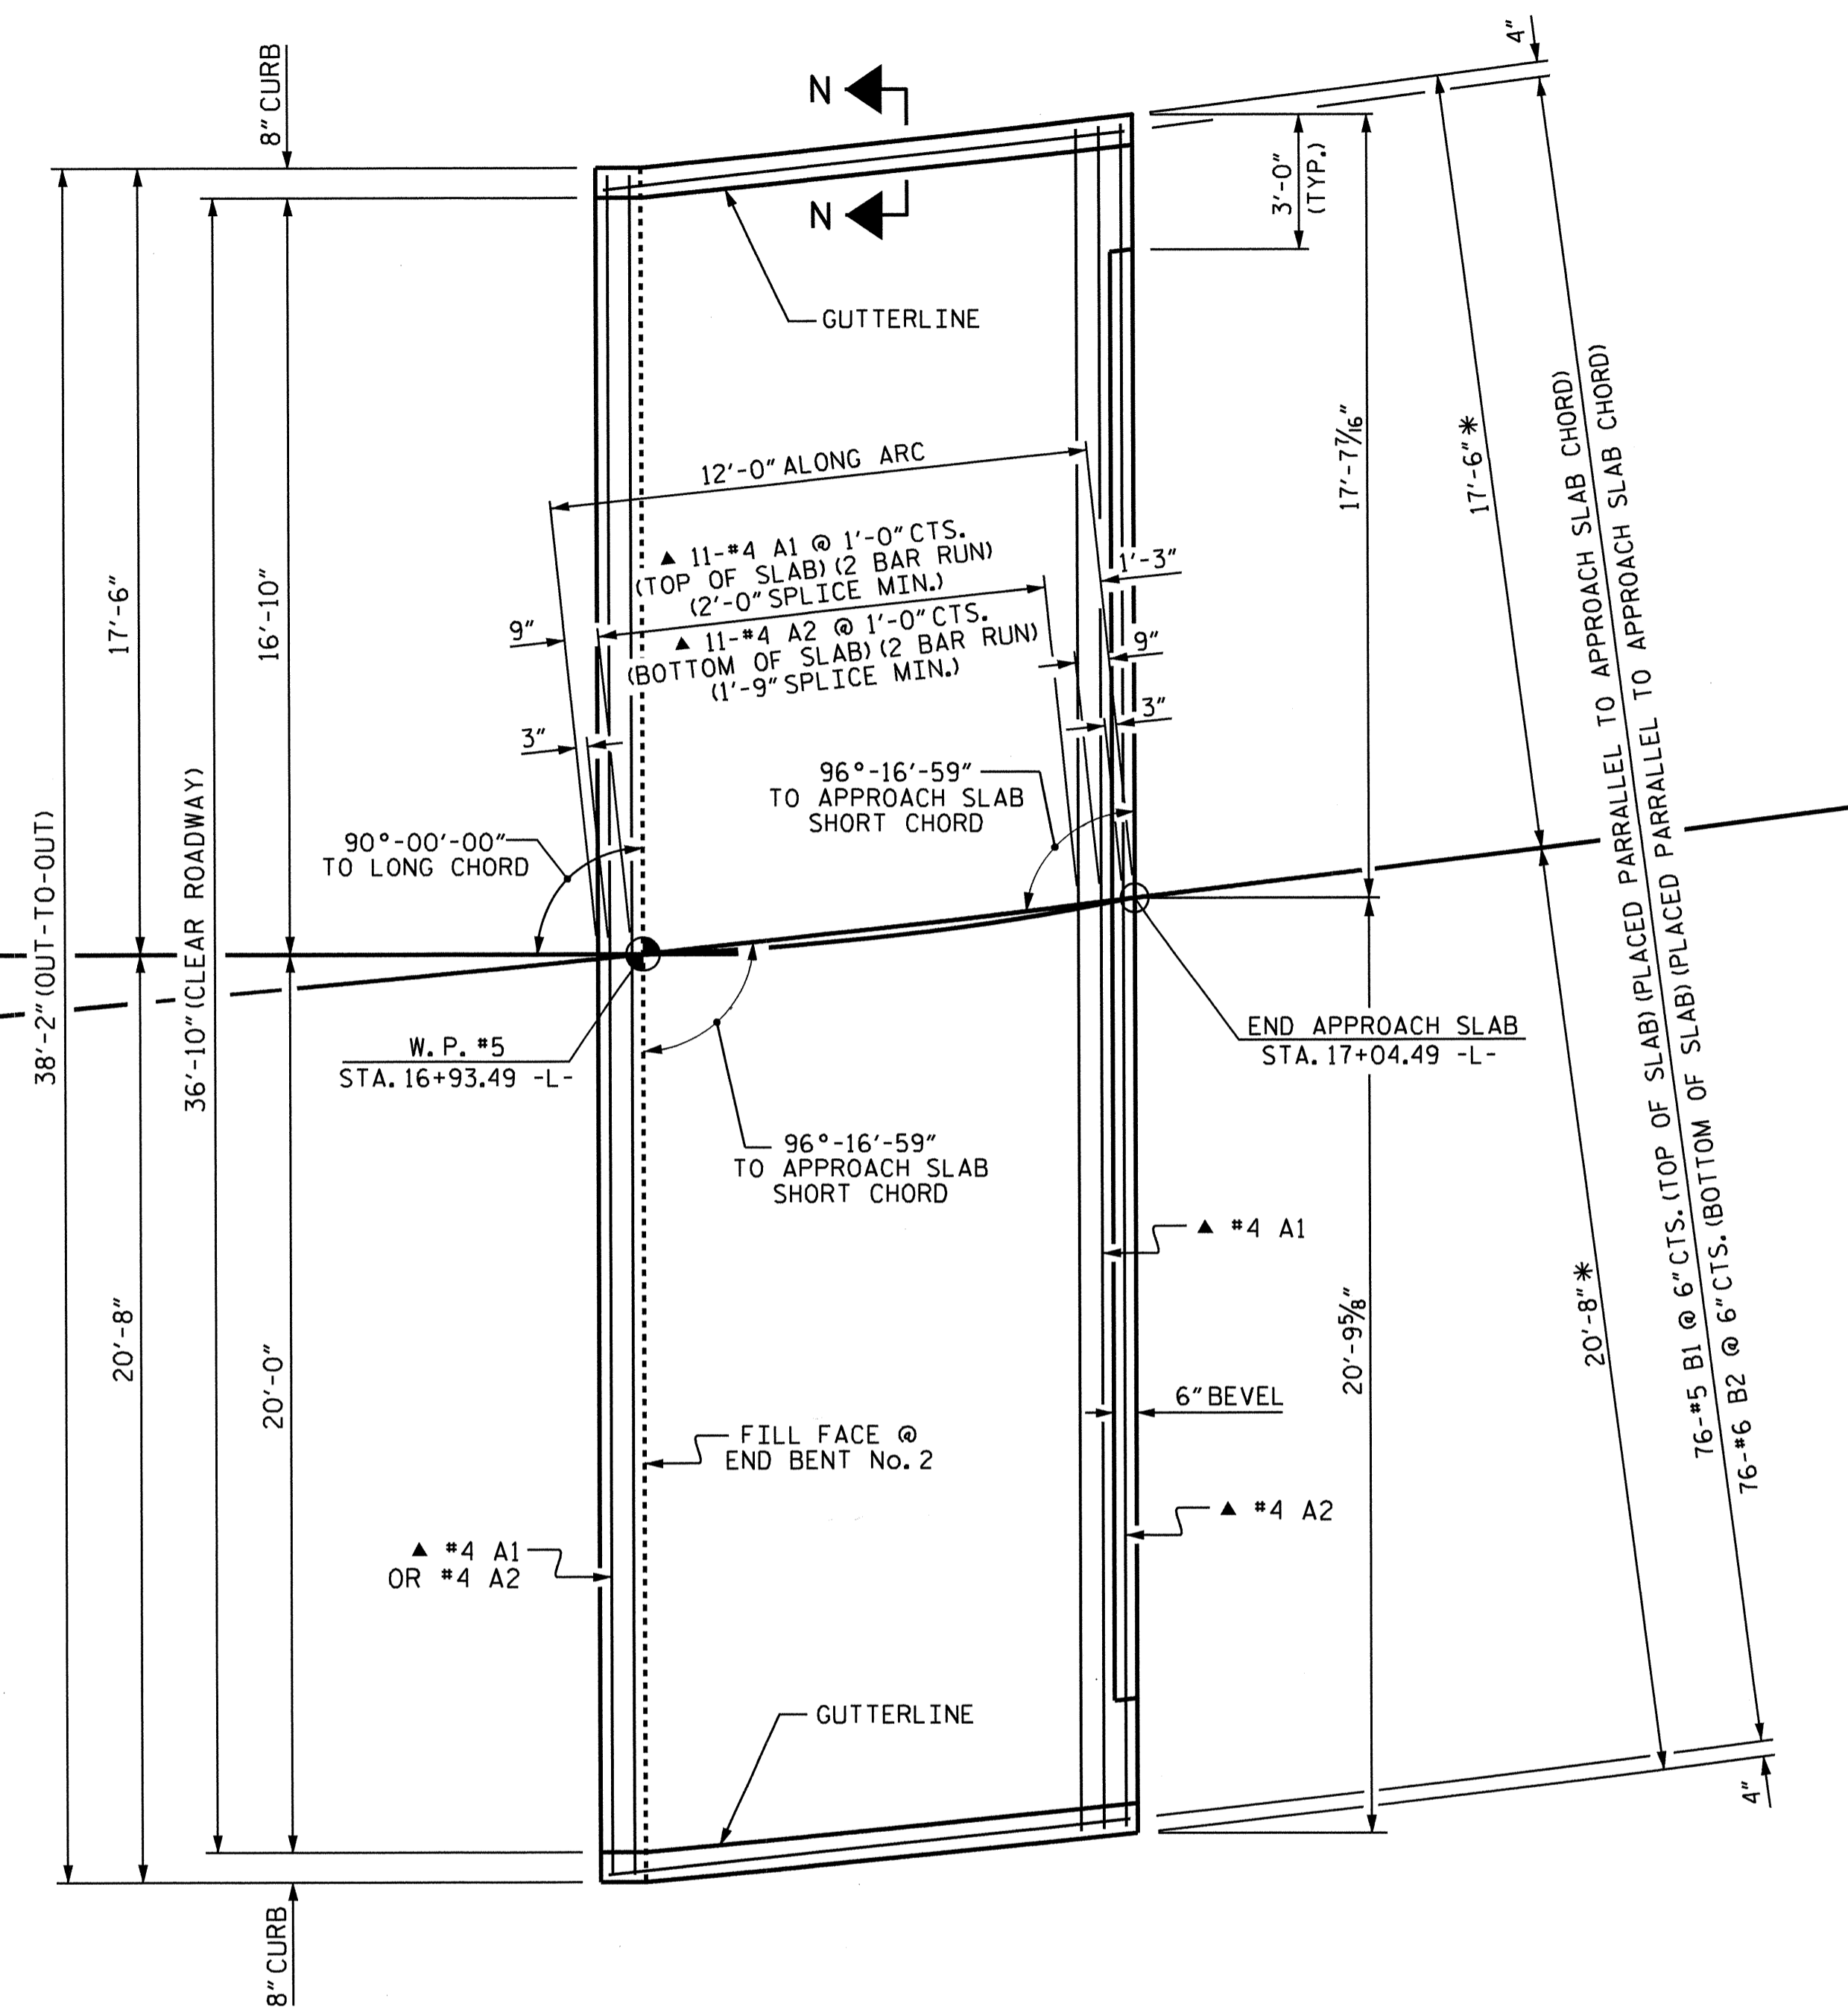 8" CURB
N
N
4"
3'-0"
(TYP.)
GUTTERLINE
12'-0" ALONG ARC
▲ 11-#4 A1 @ 1'-0" CTS.
(TOP OF SLAB) (2 BAR RUN)
(2'-0" SPLICE MIN.)
▲ 11-#4 A2 @ 1'-0" CTS.
(BOTTOM OF SLAB) (2 BAR RUN)
(1'-9" SPLICE MIN.)
1'-3"
9"
9"
3"
3"
17'-6"
16'-10"
17'-7 7/16"
17'-6"*
96°-16'-59"
TO APPROACH SLAB
SHORT CHORD
90°-00'-00"
TO LONG CHORD
38'-2" (OUT-TO-OUT)
36'-10" (CLEAR ROADWAY)
W. P. #5
STA. 16+93.49 -L-
END APPROACH SLAB
STA. 17+04.49 -L-
96°-16'-59"
TO APPROACH SLAB
SHORT CHORD
▲ #4 A1
20'-8"
20'-0"
20'-9 5/8"
20'-8"*
76-#5 B1 @ 6" CTS. (TOP OF SLAB) (PLACED PARALLEL TO APPROACH SLAB CHORD)
76-#6 B2 @ 6" CTS. (BOTTOM OF SLAB) (PLACED PARALLEL TO APPROACH SLAB CHORD)
6" BEVEL
FILL FACE @
END BENT No. 2
▲ #4 A2
▲ #4 A1
OR #4 A2
GUTTERLINE
4"
8" CURB